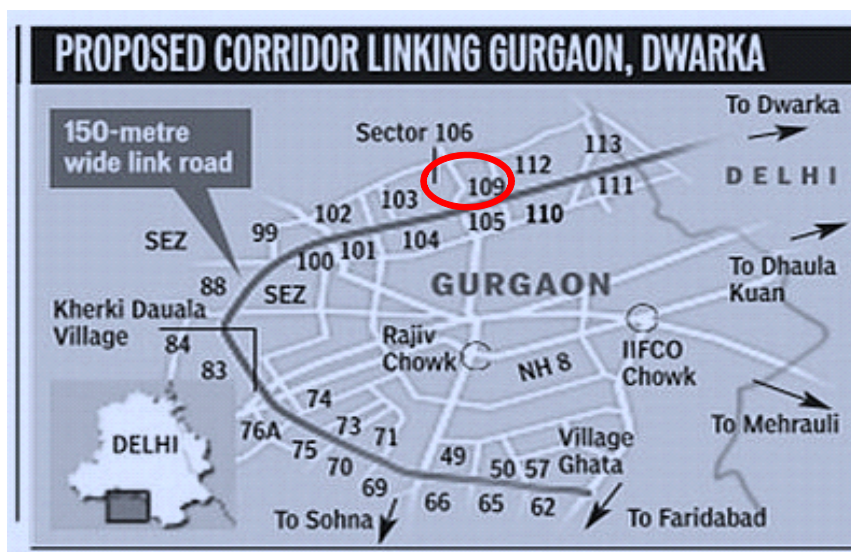 PROPOSED CORRIDOR LINKING GURGAON, DWARKA
150-metre
wide link road
Sector 106
To Dwarka
113
112
109
103
102
99
SEZ
DELHI
111
110
105
104
101
100
88
SEZ
GURGAON
To Dhaula
Kuan
Kherki Dauala
Village
84
83
Rajiv
Chowk
NH 8
IIFCO
Chowk
To Mehrauli
74
73
71
76A
75
70
69
DELHI
49
50
57
Village
Ghata
66
65
62
To Sohna
To Faridabad